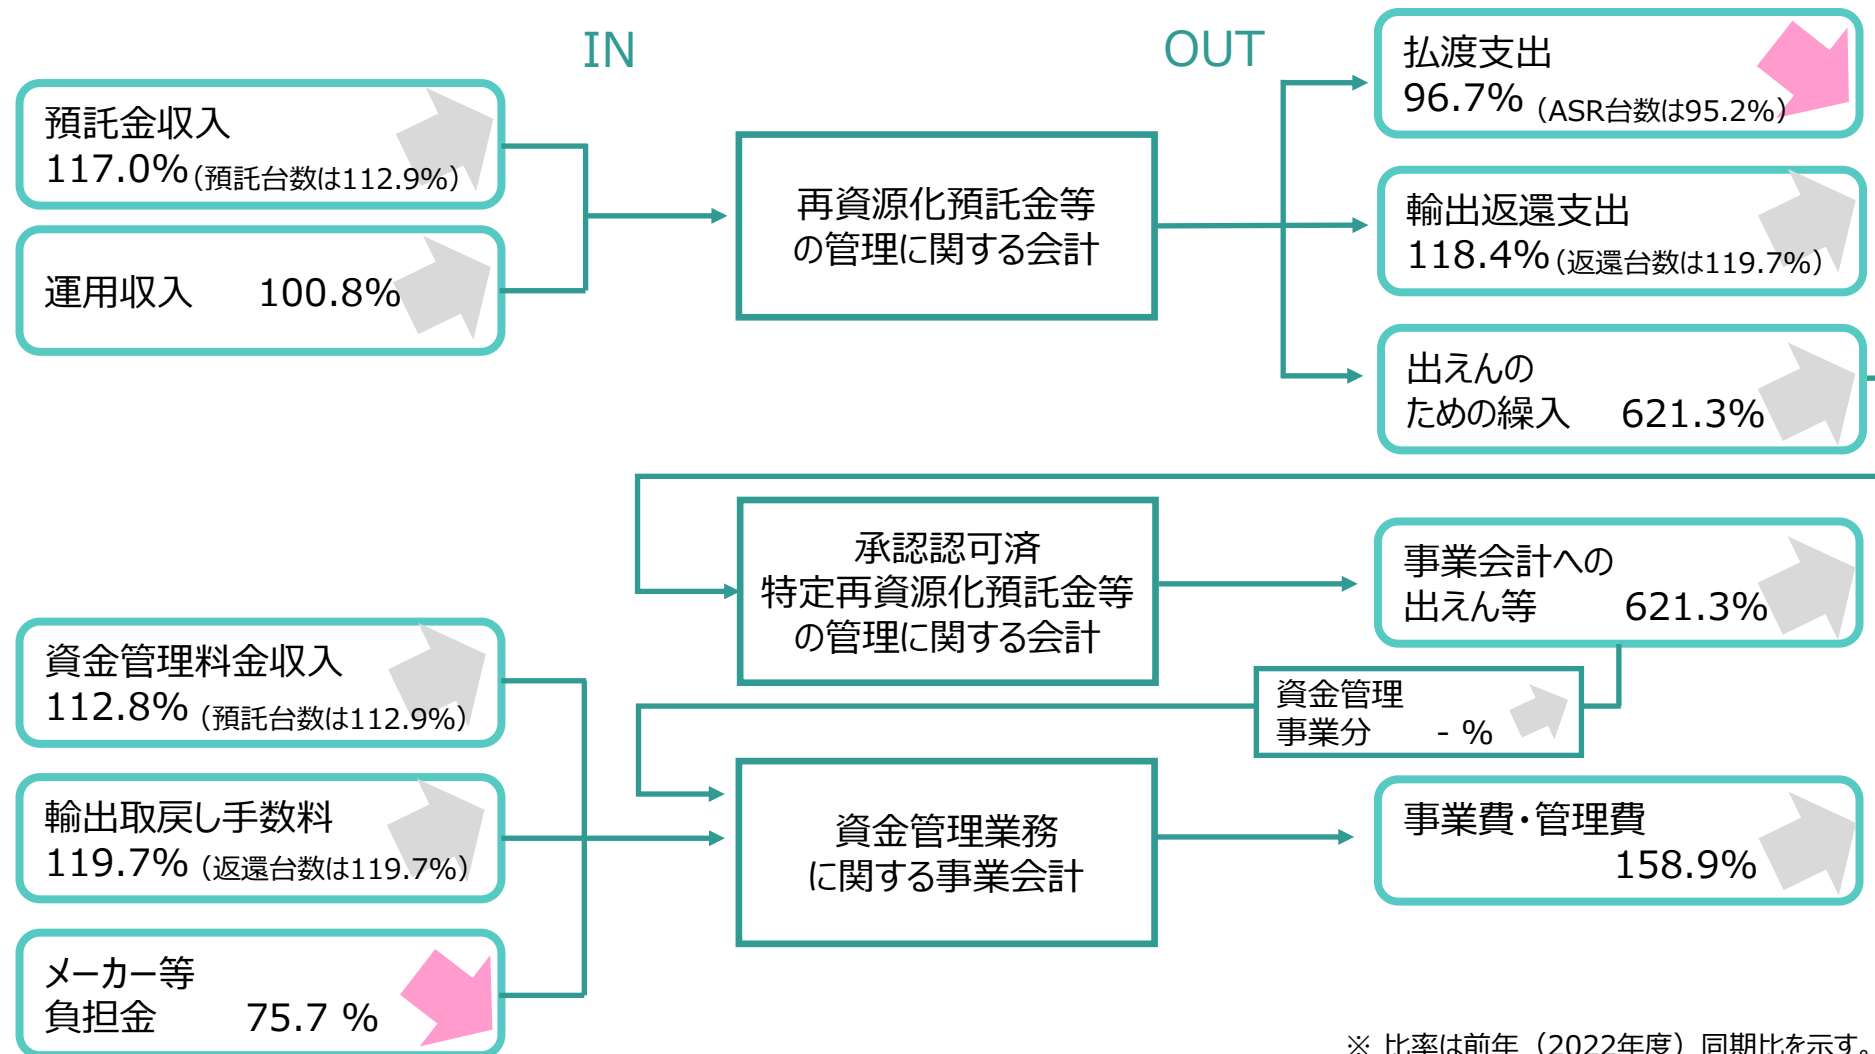 IN
OUT
預託金収入
117.0%（預託台数は112.9%）
運用収入 100.8%
再資源化預託金等
の管理に関する会計
払渡支出
96.7%（ASR台数は95.2%）
輸出返還支出
118.4%（返還台数は119.7%）
出えんの
ための繰入 621.3%
承認認可済
特定再資源化預託金等
の管理に関する会計
事業会計への
出えん等 621.3%
資金管理
事業分 - %
資金管理料金収入
112.8%（預託台数は112.9%）
輸出取戻し手数料
119.7%（返還台数は119.7%）
メーカー等
負担金 75.7 %
資金管理業務
に関する事業会計
事業費・管理費
158.9%
※ 比率は前年（2022年度）同期比を示す。